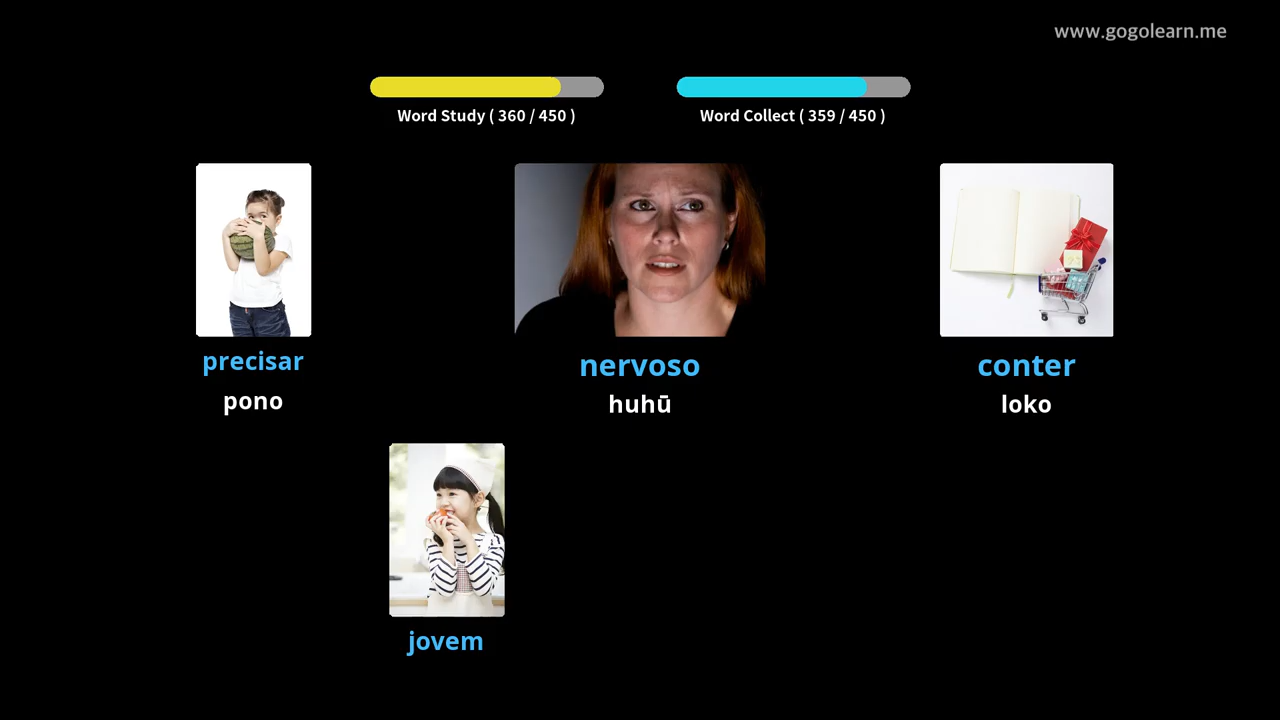 www.gogolearn.me
Word Study ( 360 / 450 )
Word Collect ( 359 / 450 )
precisar
pono
nervoso
huhū
conter
loko
jovem